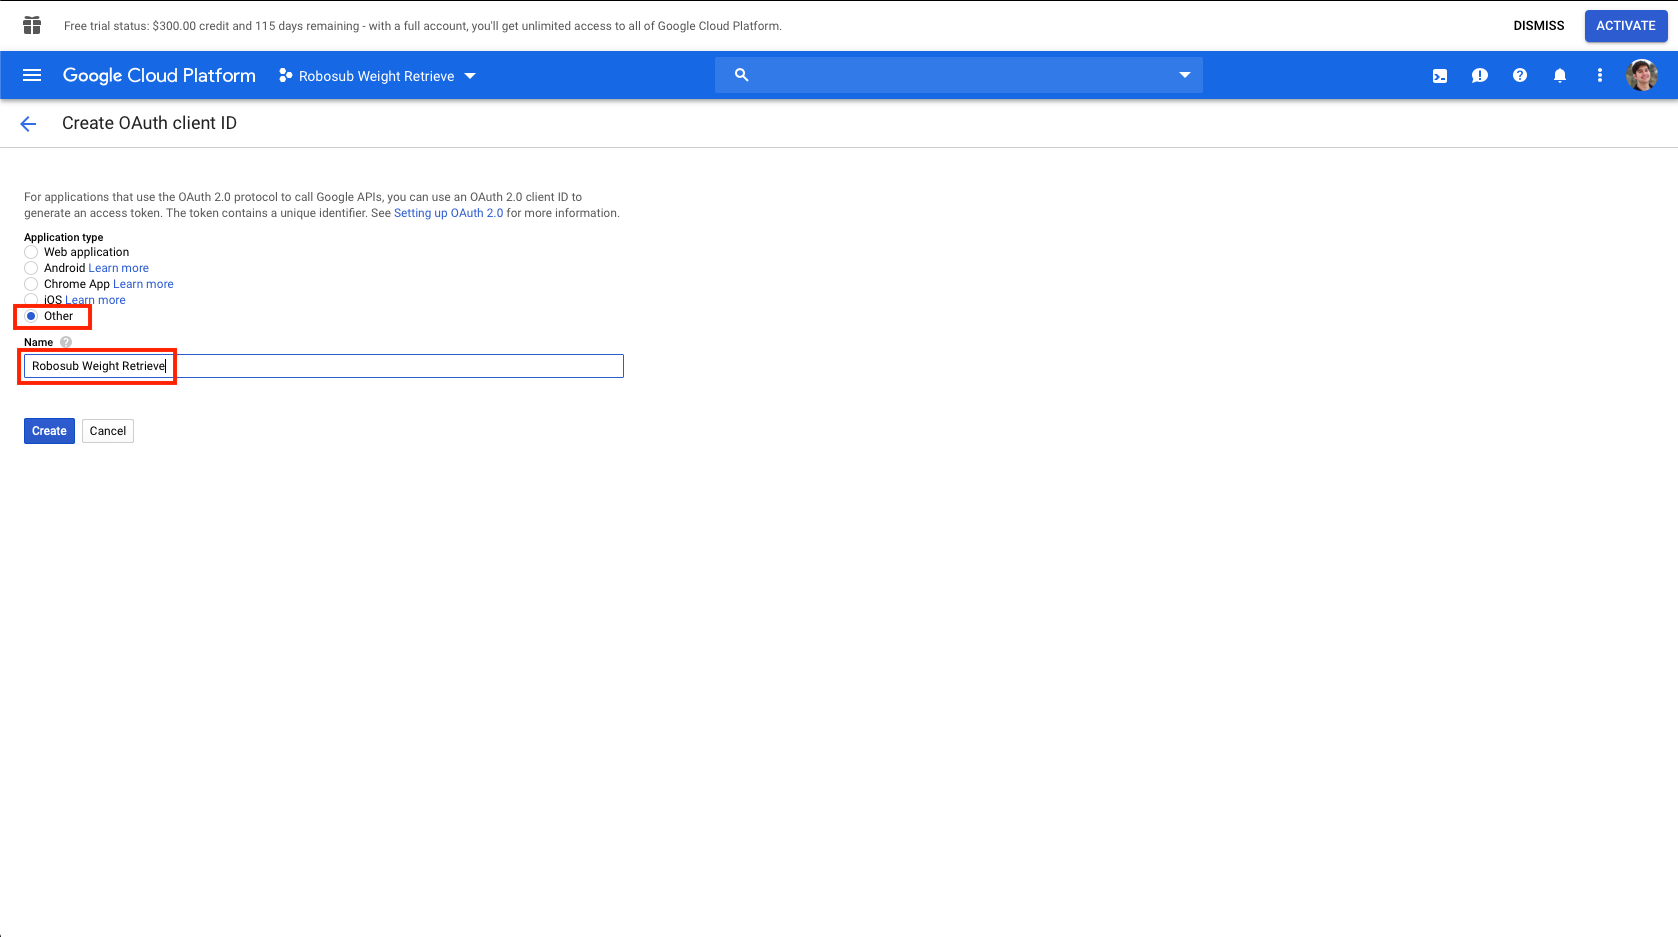 Free trial status: $300.00 credit and 115 days remaining - with a full account, you'll get unlimited access to all of Google Cloud Platform.
DISMISS
ACTIVATE
Google Cloud Platform
Robosub Weight Retrieve
Create OAuth client ID
For applications that use the OAuth 2.0 protocol to call Google APIs, you can use an OAuth 2.0 client ID to
generate an access token. The token contains a unique identifier. See Setting up OAuth 2.0 for more information.
Application type
Web application
Android Learn more
Chrome App Learn more
iOS Learn more
Other
Name
Robosub Weight Retrieve
Create
Cancel